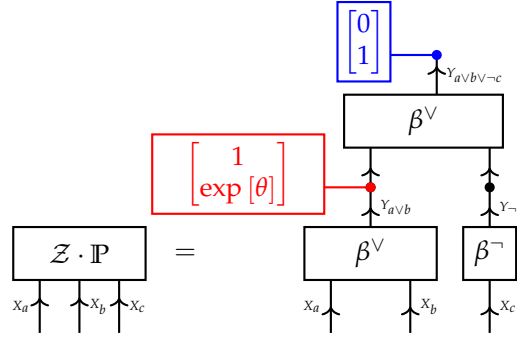 [0
1]
Y_{a∨b∨¬c}
β^∨
[1
exp [θ]]
Y_{a∨b}
Y_¬
𝒵 · ℙ
=
β^∨
β^¬
X_a
X_b
X_c
X_a
X_b
X_c